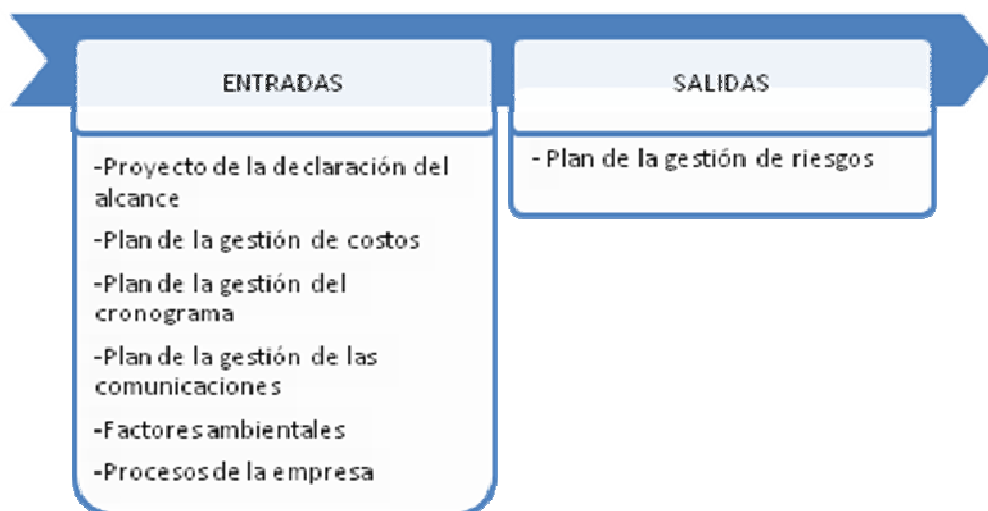 ENTRADAS
-Proyecto de la declaración del
alcance
-Plan de la gestión de costos
-Plan de la gestión del
cronograma
-Plan de la gestión de las
comunicaciones
-Factores ambientales
-Procesos de la empresa
SALIDAS
- Plan de la gestión de riesgos